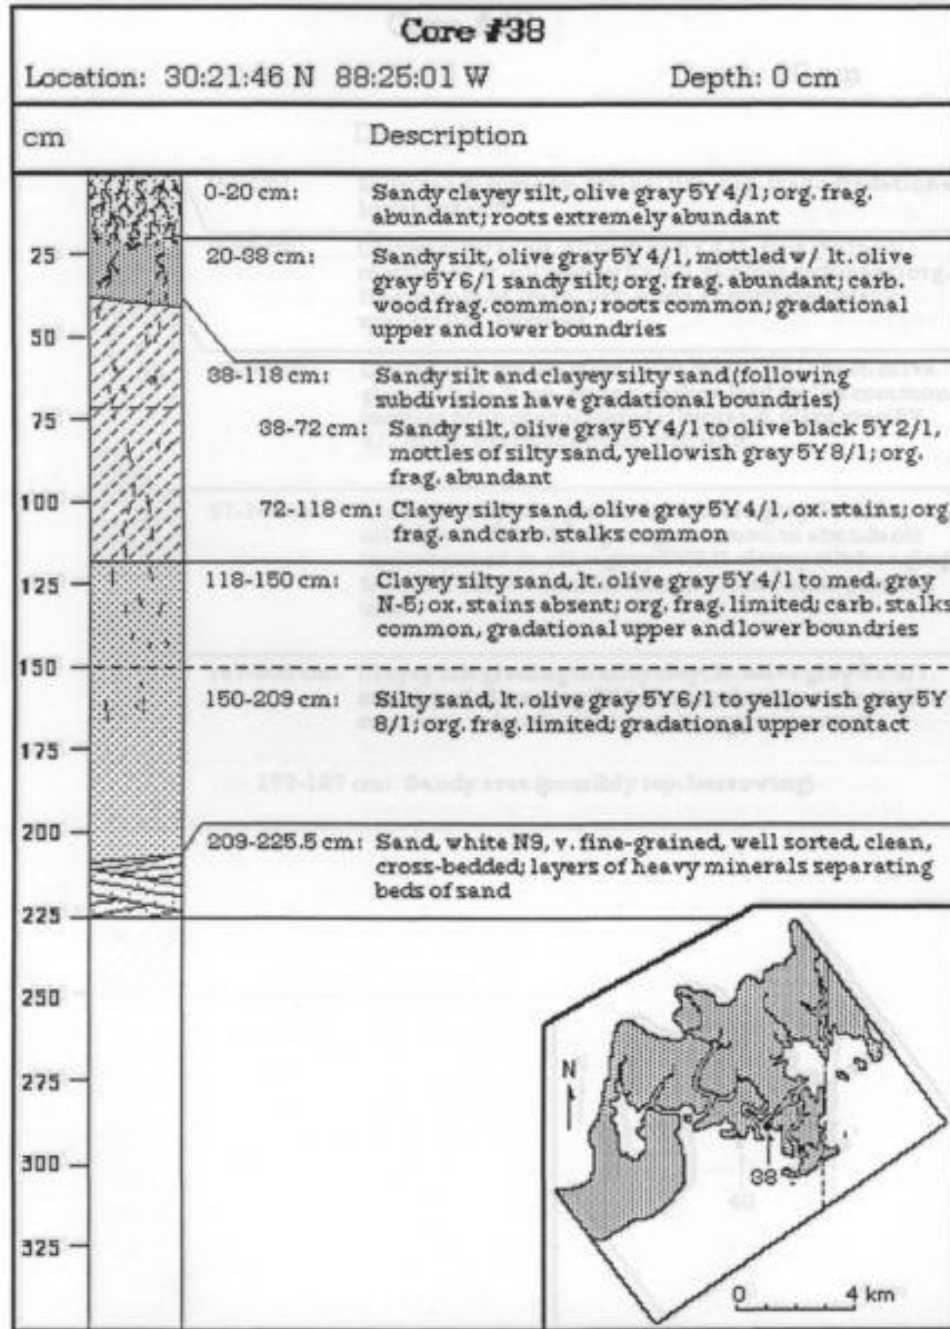 Core #38
Location: 30:21:46 N 88:25:01 W Depth: 0 cm
cm Description
0-20 cm: Sandy clayey silt, olive gray 5Y 4/1; org. frag.
abundant; roots extremely abundant
25
20-38 cm: Sandy silt, olive gray 5Y 4/1, mottled w/ lt. olive
gray 5Y 6/1 sandy silt; org. frag. abundant; carb.
wood frag. common; roots common; gradational
upper and lower boundries
50
38-118 cm: Sandy silt and clayey silty sand (following
subdivisions have gradational boundries)
75
38-72 cm: Sandy silt, olive gray 5Y 4/1 to olive black 5Y 2/1,
mottles of silty sand, yellowish gray 5Y 8/1; org.
frag. abundant
100
72-118 cm: Clayey silty sand, olive gray 5Y 4/1, ox. stains; org
frag. and carb. stalks common
125
118-150 cm: Clayey silty sand, lt. olive gray 5Y 4/1 to med. gray
N-5; ox. stains absent; org. frag. limited; carb. stalks
common, gradational upper and lower boundries
150
150-209 cm: Silty sand, lt. olive gray 5Y 6/1 to yellowish gray 5Y
8/1; org. frag. limited; gradational upper contact
175
200
209-225.5 cm: Sand, white N9, v. fine-grained, well sorted, clean,
cross-bedded; layers of heavy minerals separating
beds of sand
225
250
275
300
325
N
38
0 4 km